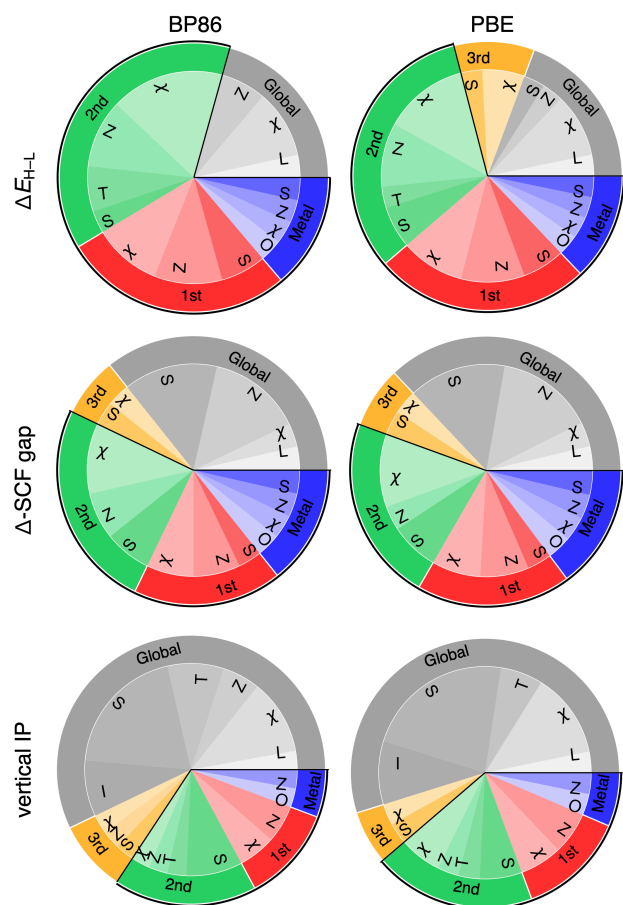 BP86
PBE
ΔE_H–L
Global
Z
χ
L
2nd
χ
Z
T
S
1st
χ
Z
S
Metal
S
Z
χ
O
3rd
S
χ
Global
S
Z
χ
L
2nd
χ
Z
T
S
1st
χ
Z
S
Metal
S
Z
χ
O
Δ-SCF gap
Global
S
Z
χ
L
3rd
χ
S
2nd
χ
Z
S
1st
χ
Z
S
Metal
S
Z
χ
O
Global
S
Z
χ
L
3rd
χ
S
2nd
χ
Z
S
1st
χ
Z
S
Metal
S
Z
χ
O
vertical IP
Global
I
S
T
Z
χ
L
3rd
χ
Z
S
2nd
χ
Z
T
S
1st
χ
Z
Metal
Z
O
Global
I
S
T
χ
L
3rd
χ
S
2nd
χ
Z
T
S
1st
χ
Z
Metal
Z
O